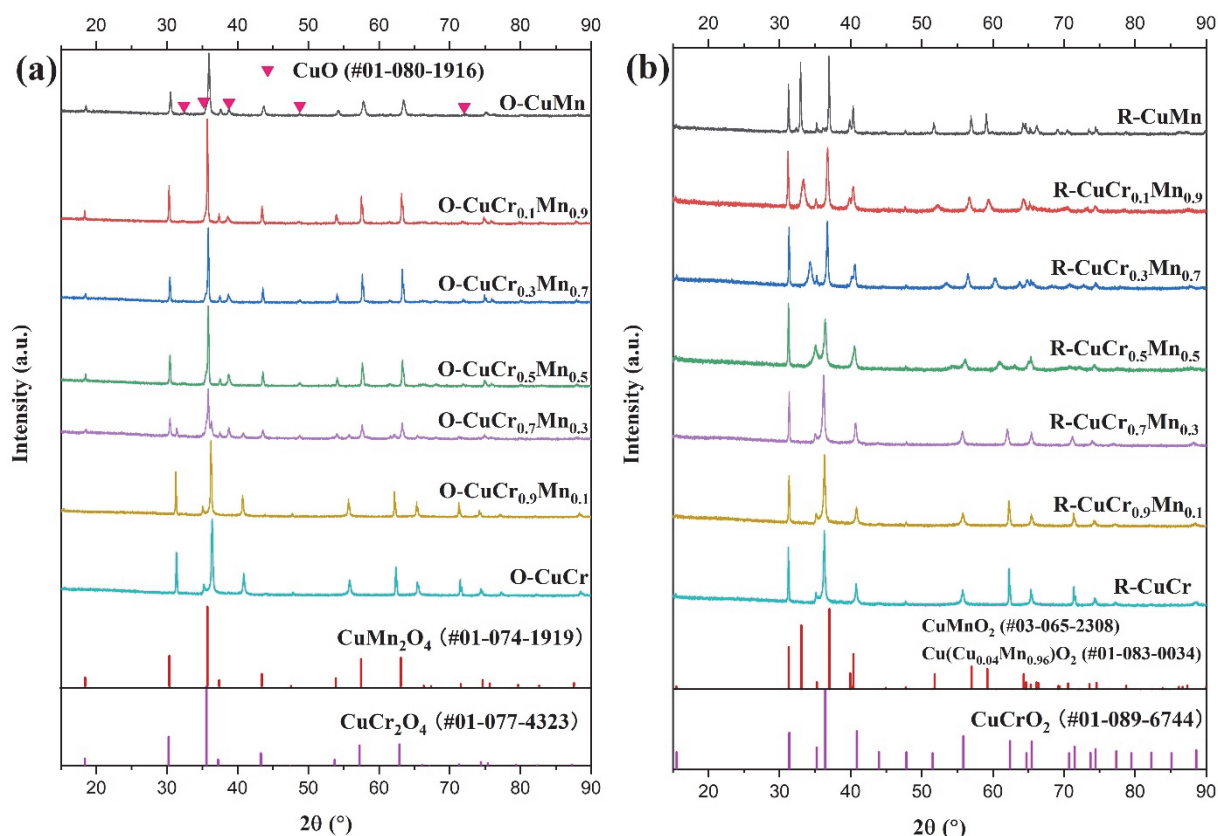 20 30 40 50 60 70 80 90
(a)
▼ CuO (#01-080-1916)
O-CuMn
O-CuCr₀.₁Mn₀.₉
O-CuCr₀.₃Mn₀.₇
O-CuCr₀.₅Mn₀.₅
O-CuCr₀.₇Mn₀.₃
O-CuCr₀.₉Mn₀.₁
O-CuCr
CuMn₂O₄ (#01-074-1919)
CuCr₂O₄ (#01-077-4323)
Intensity (a.u.)
20 30 40 50 60 70 80 90
2θ (°)
20 30 40 50 60 70 80 90
(b)
R-CuMn
R-CuCr₀.₁Mn₀.₉
R-CuCr₀.₃Mn₀.₇
R-CuCr₀.₅Mn₀.₅
R-CuCr₀.₇Mn₀.₃
R-CuCr₀.₉Mn₀.₁
R-CuCr
CuMnO₂ (#03-065-2308)
Cu(Cu₀.₀₄Mn₀.₉₆)O₂ (#01-083-0034)
CuCrO₂ (#01-089-6744)
Intensity (a.u.)
20 30 40 50 60 70 80 90
2θ (°)